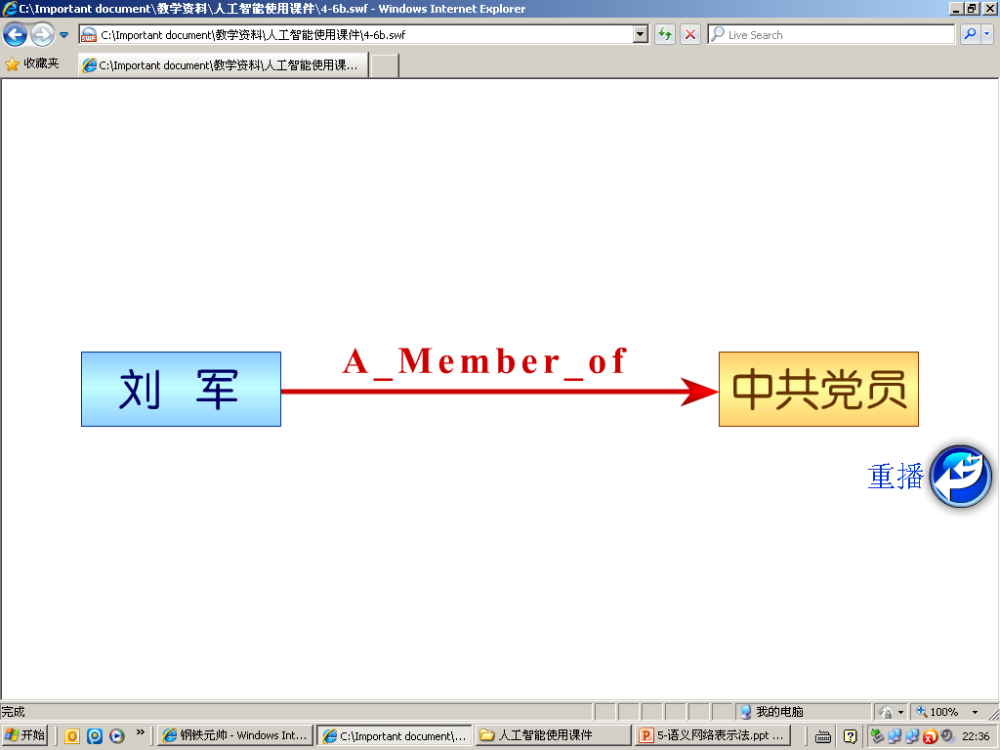 C:\Important document\教学资料\人工智能使用课件\4-6b.swf - Windows Internet Explorer
C:\Important document\教学资料\人工智能使用课件\4-6b.swf
Live Search
收藏夹
C:\Important document\教学资料\人工智能使用课...
A_Member_of
刘 军
中共党员
重播
完成
我的电脑
100%
开始
钢铁元帅 - Windows Int...
C:\Important document\...
人工智能使用课件
5-语义网络表示法.ppt ...
22:36